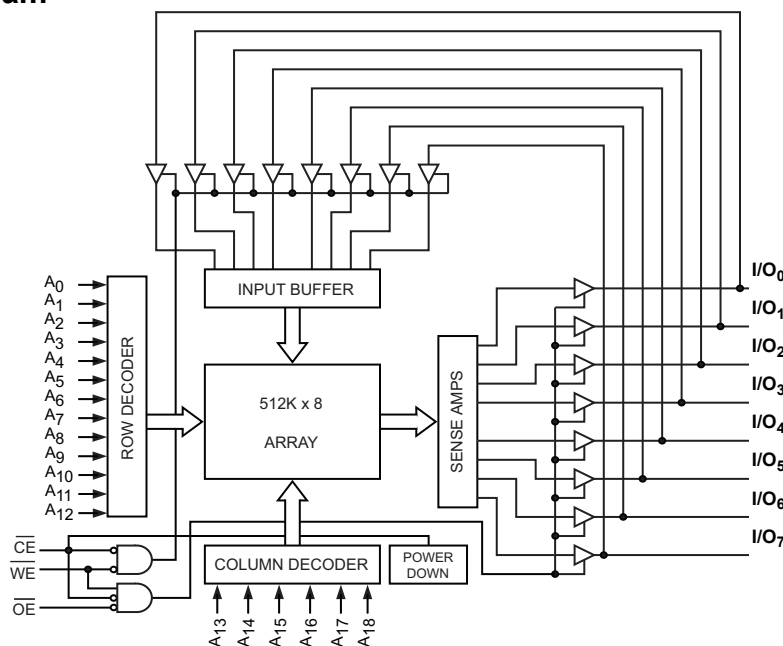 INPUT BUFFER
A0
A1
A2
A3
A4
A5
A6
A7
A8
A9
A10
A11
A12
ROW DECODER
512K x 8
ARRAY
SENSE AMPS
I/O0
I/O1
I/O2
I/O3
I/O4
I/O5
I/O6
I/O7
CE
WE
OE
COLUMN DECODER
POWER
DOWN
A13
A14
A15
A16
A17
A18